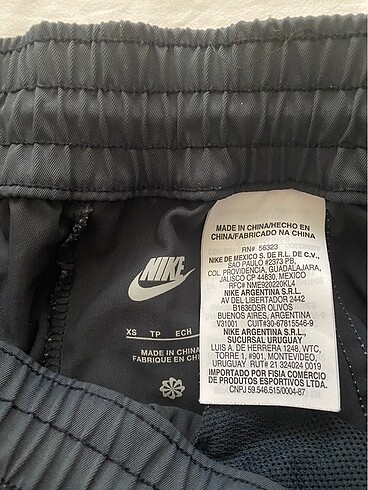 NIKE
XS TP ECH
MADE IN CHINA
FABRIQUE EN CHI
MADE IN CHINA/HECHO EN
CHINA/FABRICADO NA CHINA
RN# 56323
NIKE DE MEXICO S. DE R.L. DE C.V.,
SAO PAULO #2373 PB,
COL. PROVIDENCIA, GUADALAJARA,
JALISCO CP 44630, MEXICO
RFC# NME920220KL4
NIKE ARGENTINA S.R.L.
AV DEL LIBERTADOR 2442
B1636DSR OLIVOS
BUENOS AIRES, ARGENTINA
V31001 CUIT#30-67815546-9
NIKE ARGENTINA S.R.L.,
SUCURSAL URUGUAY
LUIS A. DE HERRERA 1248, WTC,
TORRE 1, #901, MONTEVIDEO,
URUGUAY RUT# 21 324024 0019
IMPORTADO POR FISIA COMÉRCIO
DE PRODUTOS ESPORTIVOS LTDA.
CNPJ 59.546.515/0004-87